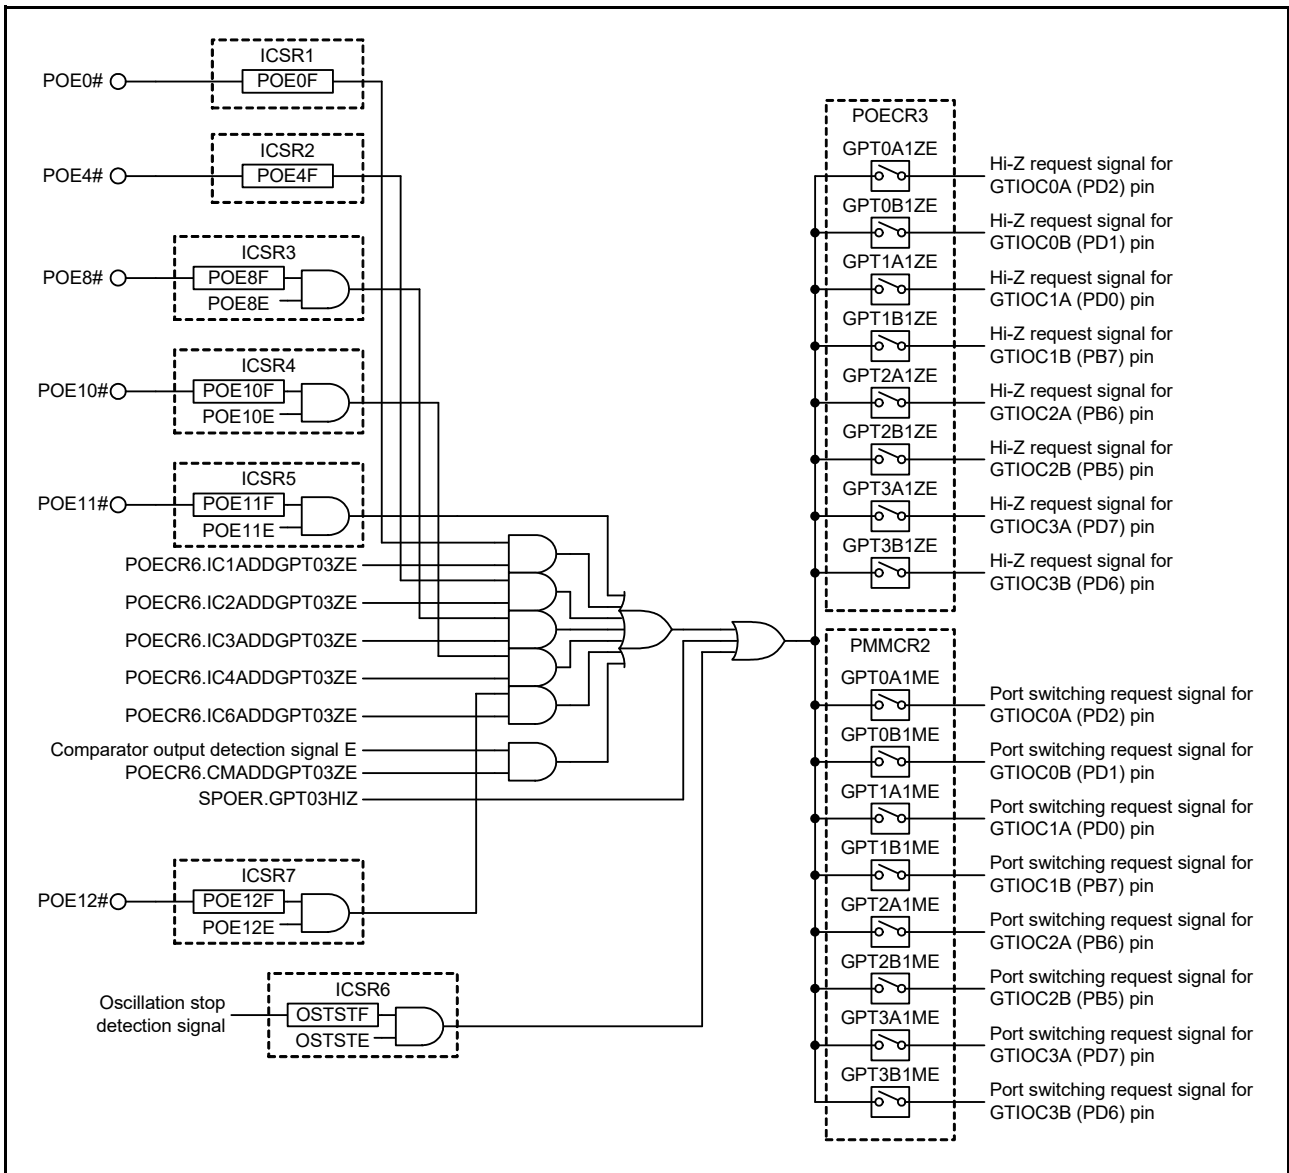 ICSR1
POE0#
POE0F
ICSR2
POE4#
POE4F
ICSR3
POE8#
POE8F
POE8E
ICSR4
POE10#
POE10F
POE10E
ICSR5
POE11#
POE11F
POE11E
POECR6.IC1ADDGPT03ZE
POECR6.IC2ADDGPT03ZE
POECR6.IC3ADDGPT03ZE
POECR6.IC4ADDGPT03ZE
POECR6.IC6ADDGPT03ZE
Comparator output detection signal E
POECR6.CMADDGPT03ZE
SPOER.GPT03HIZ
ICSR7
POE12#
POE12F
POE12E
ICSR6
Oscillation stop
detection signal
OSTSTF
OSTSTE
POECR3
GPT0A1ZE
Hi-Z request signal for
GTIOC0A (PD2) pin
GPT0B1ZE
Hi-Z request signal for
GTIOC0B (PD1) pin
GPT1A1ZE
Hi-Z request signal for
GTIOC1A (PD0) pin
GPT1B1ZE
Hi-Z request signal for
GTIOC1B (PB7) pin
GPT2A1ZE
Hi-Z request signal for
GTIOC2A (PB6) pin
GPT2B1ZE
Hi-Z request signal for
GTIOC2B (PB5) pin
GPT3A1ZE
Hi-Z request signal for
GTIOC3A (PD7) pin
GPT3B1ZE
Hi-Z request signal for
GTIOC3B (PD6) pin
PMMCR2
GPT0A1ME
Port switching request signal for
GTIOC0A (PD2) pin
GPT0B1ME
Port switching request signal for
GTIOC0B (PD1) pin
GPT1A1ME
Port switching request signal for
GTIOC1A (PD0) pin
GPT1B1ME
Port switching request signal for
GTIOC1B (PB7) pin
GPT2A1ME
Port switching request signal for
GTIOC2A (PB6) pin
GPT2B1ME
Port switching request signal for
GTIOC2B (PB5) pin
GPT3A1ME
Port switching request signal for
GTIOC3A (PD7) pin
GPT3B1ME
Port switching request signal for
GTIOC3B (PD6) pin